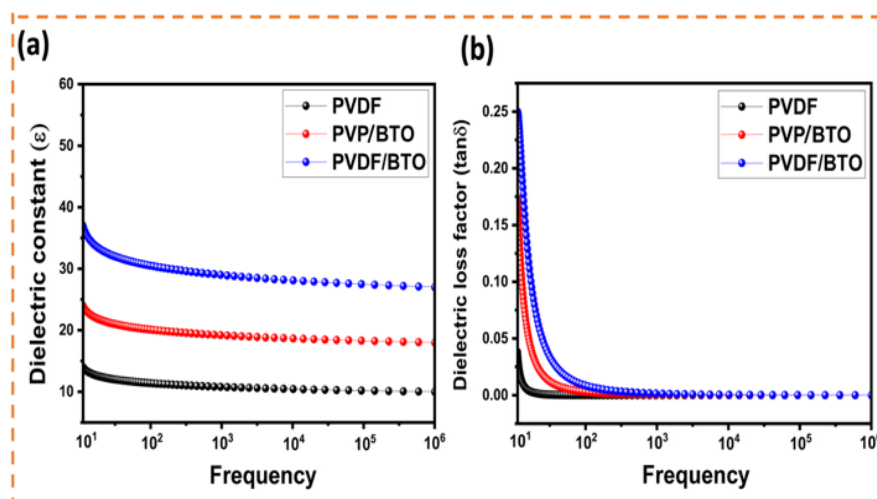 (a)
Dielectric constant (ε)
60
50
40
30
20
10
PVDF
PVP/BTO
PVDF/BTO
10¹ 10² 10³ 10⁴ 10⁵ 10⁶
Frequency
(b)
Dielectric loss factor (tanδ)
0.25
0.20
0.15
0.10
0.05
0.00
PVDF
PVP/BTO
PVDF/BTO
10¹ 10² 10³ 10⁴ 10⁵ 10⁶
Frequency